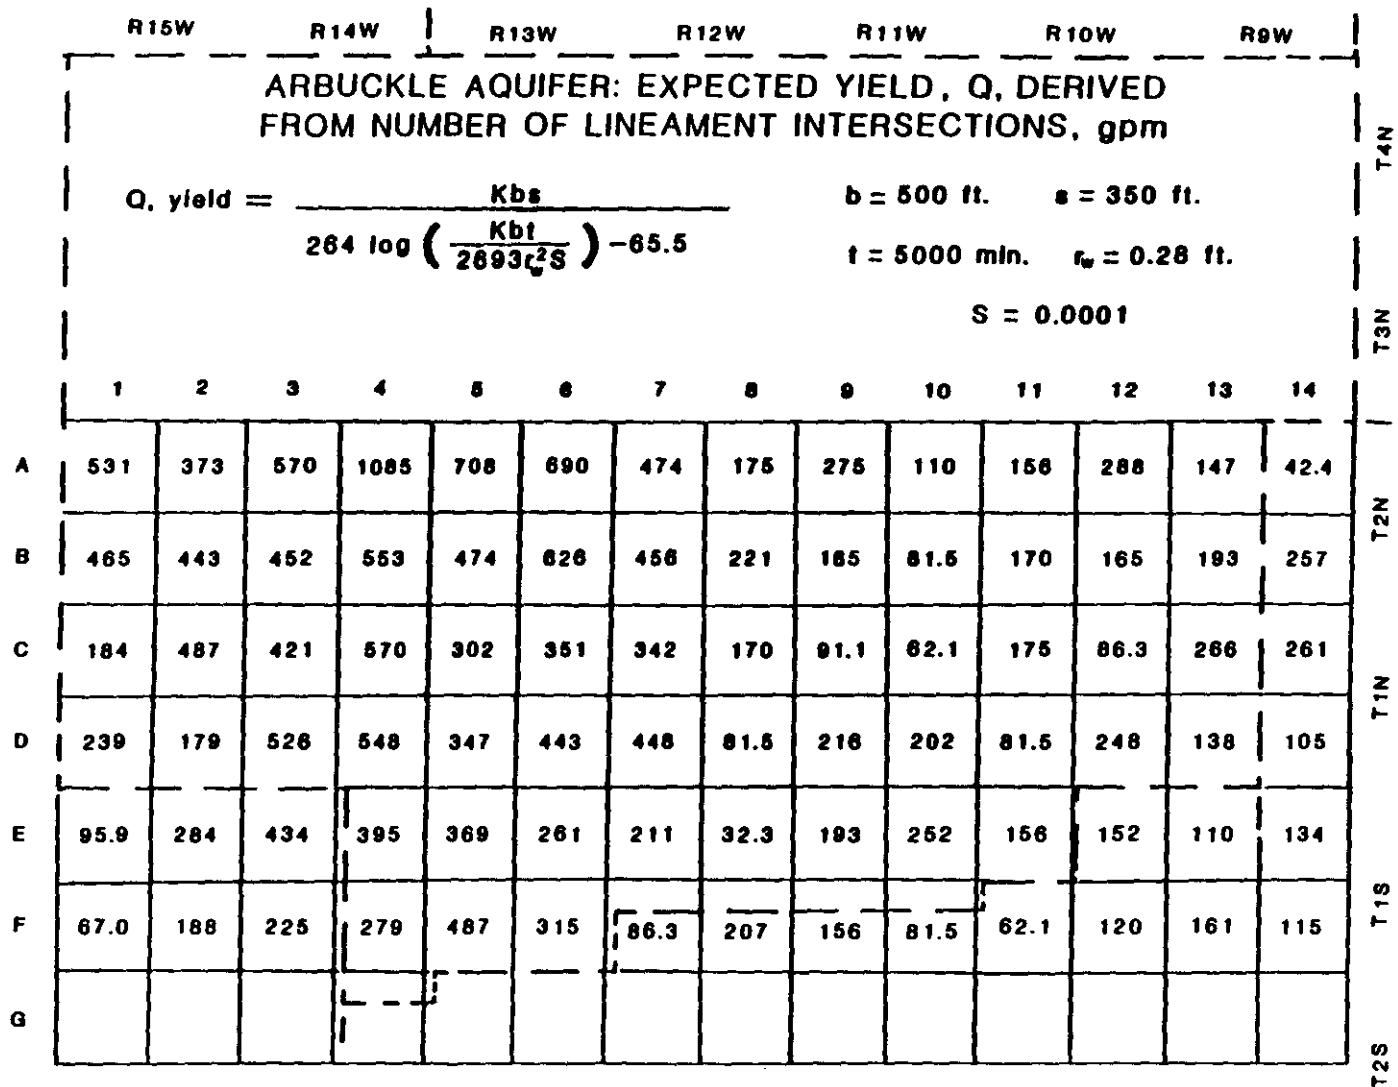 R15W R14W R13W R12W R11W R10W R9W
ARBUCKLE AQUIFER: EXPECTED YIELD, Q, DERIVED
FROM NUMBER OF LINEAMENT INTERSECTIONS, gpm
Q, yield = Kbs
264 log ( Kbt / 2693r_w^2S ) -65.5
b = 500 ft. s = 350 ft.
t = 5000 min. r_w = 0.28 ft.
S = 0.0001
T4N
T3N
1 2 3 4 5 6 7 8 9 10 11 12 13 14
A 531 373 570 1085 708 690 474 175 275 110 156 288 147 42.4
T2N
B 465 443 452 553 474 626 456 221 165 81.5 170 165 193 257
C 184 487 421 570 302 351 342 170 91.1 62.1 175 86.3 266 261
T1N
D 239 179 526 548 347 443 448 81.5 216 202 81.5 248 138 105
E 95.9 284 434 395 369 261 211 32.3 193 252 156 152 110 134
T1S
F 67.0 188 225 279 487 315 86.3 207 156 81.5 62.1 120 161 115
G
T2S